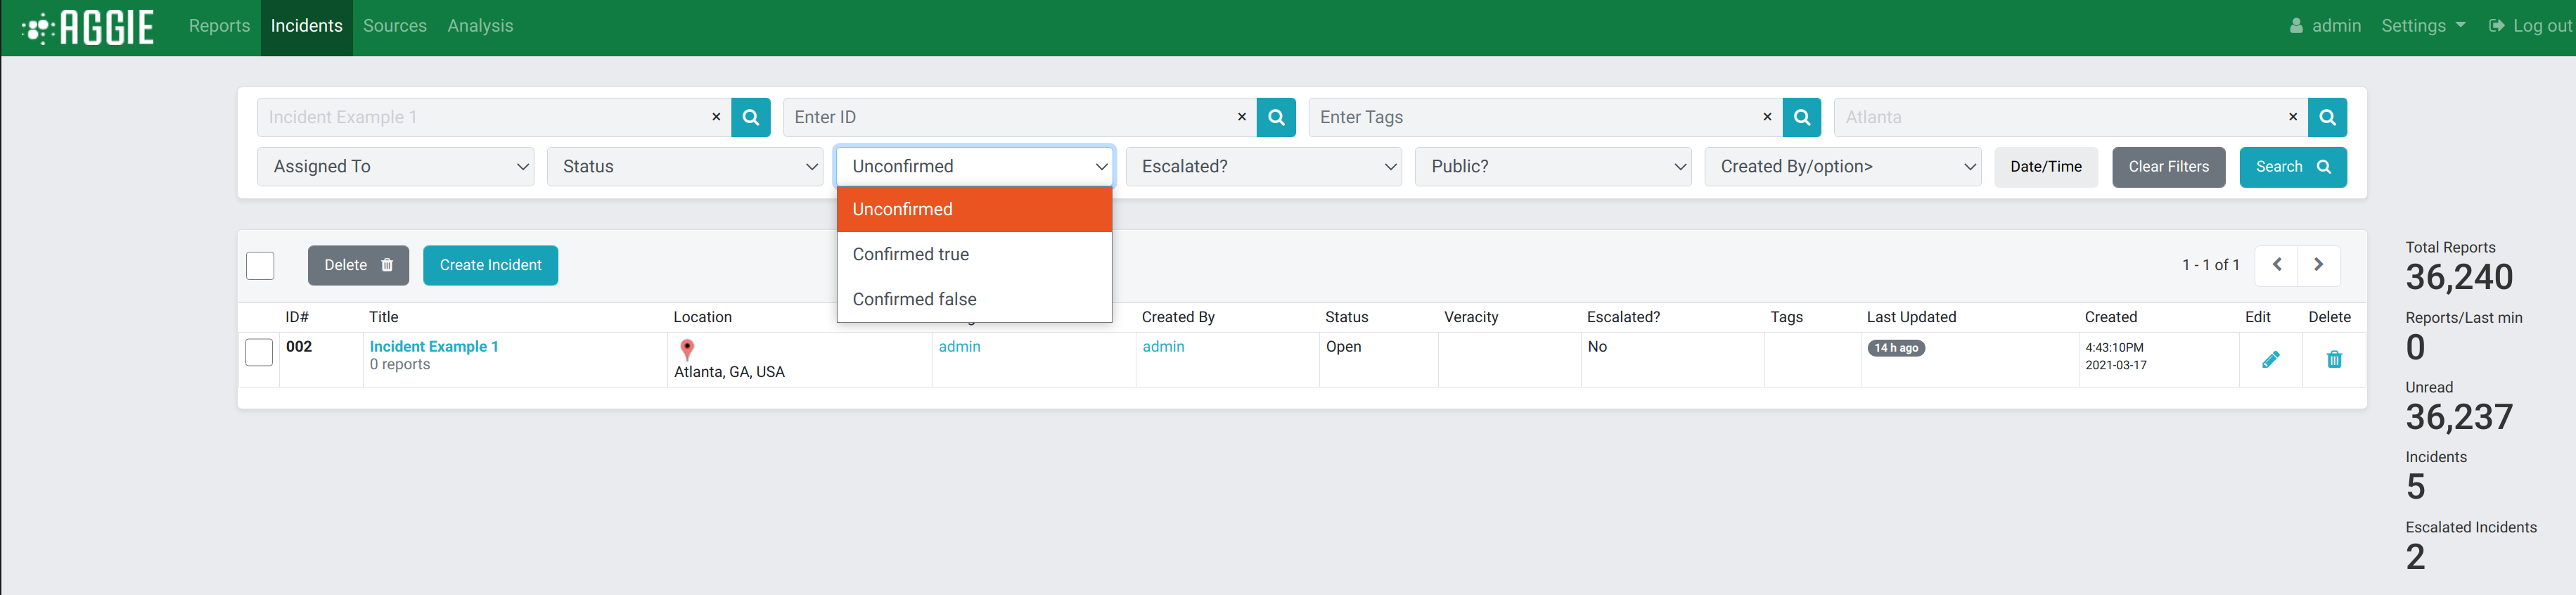 AGGIE Reports Incidents Sources Analysis admin Settings Log out
Incident Example 1 × Enter ID × Enter Tags × Atlanta ×
Assigned To Status Unconfirmed Escalated? Public? Created By/option> Date/Time Clear Filters Search
Unconfirmed
Confirmed true
Confirmed false
Delete Create Incident 1 - 1 of 1
ID# Title Location Created By Status Veracity Escalated? Tags Last Updated Created Edit Delete
002 Incident Example 1 admin admin Open No 14 h ago 4:43:10PM
0 reports Atlanta, GA, USA 2021-03-17
Total Reports
36,240
Reports/Last min
0
Unread
36,237
Incidents
5
Escalated Incidents
2